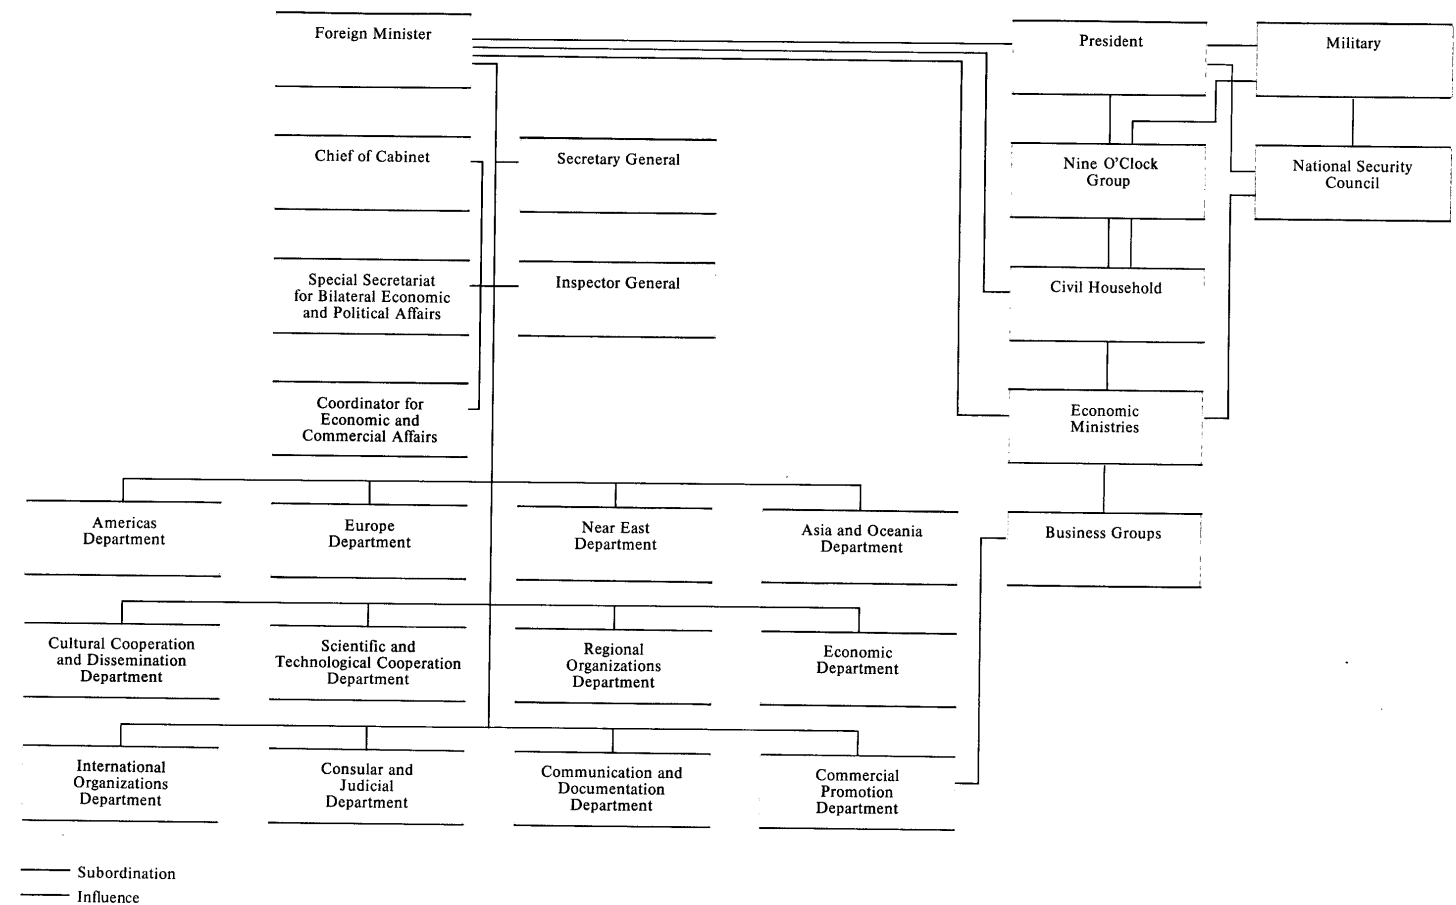 Foreign Minister
President
Military
Chief of Cabinet
Secretary General
Nine O'Clock
Group
National Security
Council
Special Secretariat
for Bilateral Economic
and Political Affairs
Inspector General
Civil Household
Coordinator for
Economic and
Commercial Affairs
Economic
Ministries
Americas
Department
Europe
Department
Near East
Department
Asia and Oceania
Department
Business Groups
Cultural Cooperation
and Dissemination
Department
Scientific and
Technological Cooperation
Department
Regional
Organizations
Department
Economic
Department
International
Organizations
Department
Consular and
Judicial
Department
Communication and
Documentation
Department
Commercial
Promotion
Department
Subordination
Influence